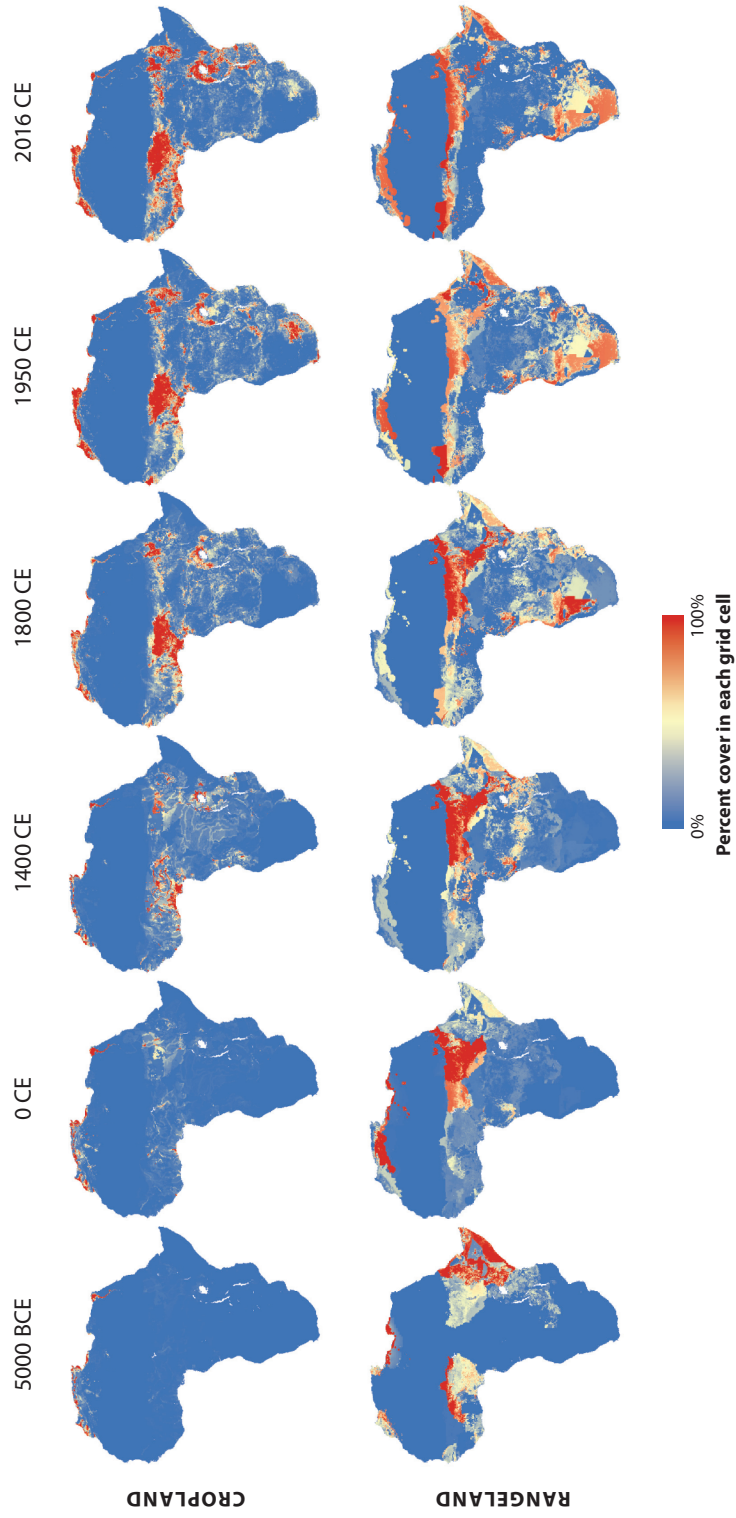 5000 BCE
0 CE
1400 CE
1800 CE
1950 CE
2016 CE
CROPLAND
RANGELAND
0%
100%
Percent cover in each grid cell